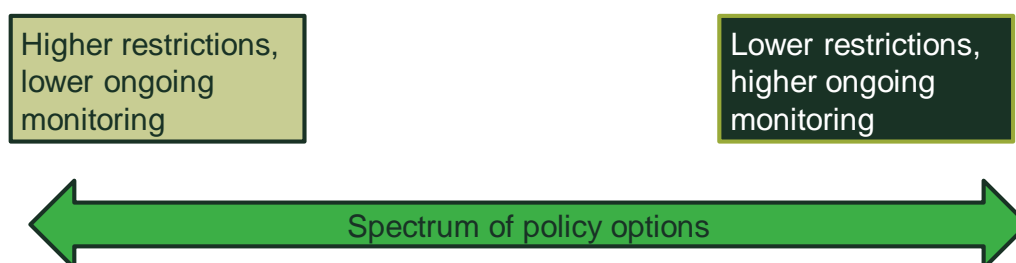 Higher restrictions,
lower ongoing
monitoring
Lower restrictions,
higher ongoing
monitoring
Spectrum of policy options